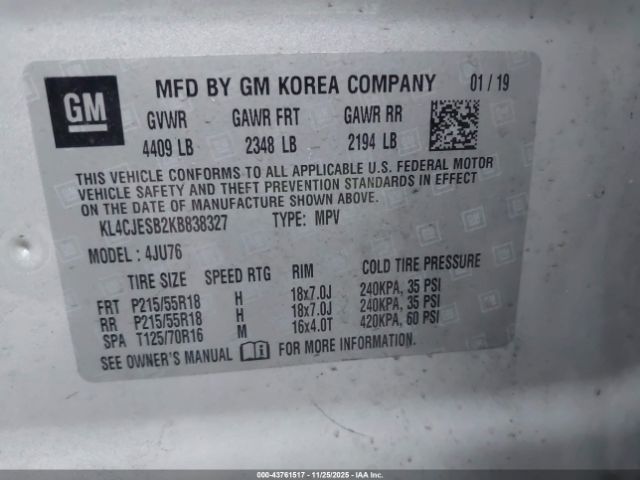 GM
MFD BY GM KOREA COMPANY 01 / 19
GVWR GAWR FRT GAWR RR
4409 LB 2348 LB 2194 LB
THIS VEHICLE CONFORMS TO ALL APPLICABLE U.S. FEDERAL MOTOR
VEHICLE SAFETY AND THEFT PREVENTION STANDARDS IN EFFECT
ON THE DATE OF MANUFACTURE SHOWN ABOVE.
KL4CJESB2KB838327 TYPE: MPV
MODEL: 4JU76
TIRE SIZE SPEED RTG RIM COLD TIRE PRESSURE
FRT P215/55R18 H 18x7.0J 240KPA, 35 PSI
RR P215/55R18 H 18x7.0J 240KPA, 35 PSI
SPA T125/70R16 M 16x4.0T 420KPA, 60 PSI
SEE OWNER'S MANUAL FOR MORE INFORMATION.
000-43761517 - 11/25/2025 - IAA Inc.